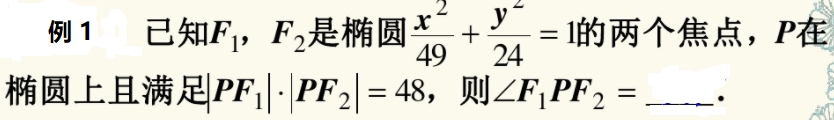 例 1 已知F₁，F₂是椭圆x²/49 + y²/24 = 1的两个焦点，P在
椭圆上且满足|PF₁|·|PF₂| = 48，则∠F₁PF₂ = ____.